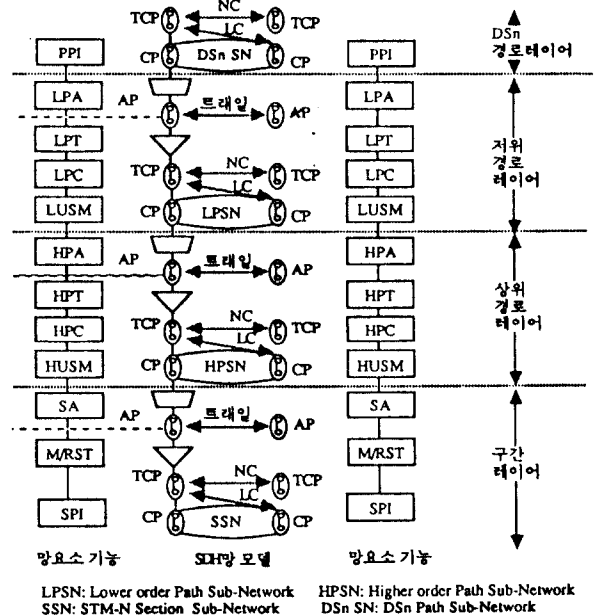 TCP NC TCP
LC
CP DSn SN CP
PPI PPI
DSn
경로레이어
LPA AP 트래일 AP LPA
LPT LPT
LPC TCP NC TCP LPC
LC
LUSM CP LPSN CP LUSM
저위
경로
레이어
HPA AP 트래일 AP HPA
HPT HPT
HPC TCP NC TCP HPC
LC
HUSM CP HPSN CP HUSM
상위
경로
레이어
SA AP 트래일 AP SA
M/RST M/RST
TCP NC TCP
LC
SPI CP SSN CP SPI
구간
레이어
망요소 기능 SDH망 모델 망요소 기능
LPSN: Lower order Path Sub-Network HPSN: Higher order Path Sub-Network
SSN: STM-N Section Sub-Network DSn SN: DSn Path Sub-Network